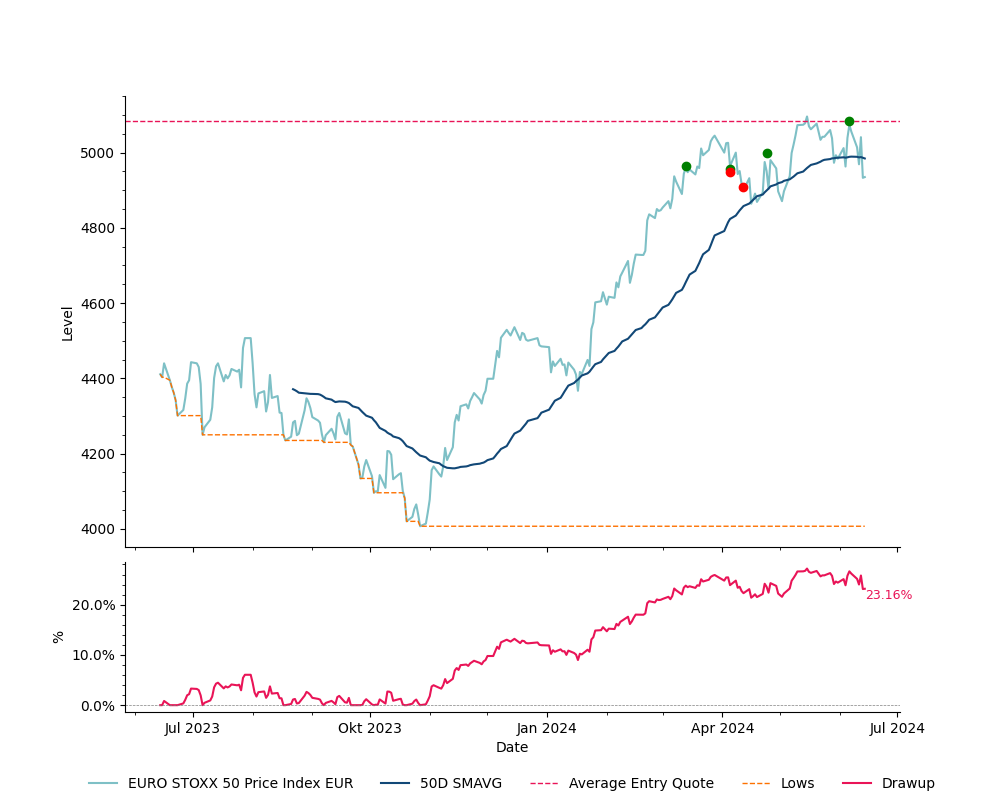 5000
4800
4600
4400
4200
4000
Level
20.0%
10.0%
0.0%
%
23.16%
Jul 2023
Okt 2023
Jan 2024
Apr 2024
Jul 2024
Date
EURO STOXX 50 Price Index EUR
50D SMAVG
Average Entry Quote
Lows
Drawup